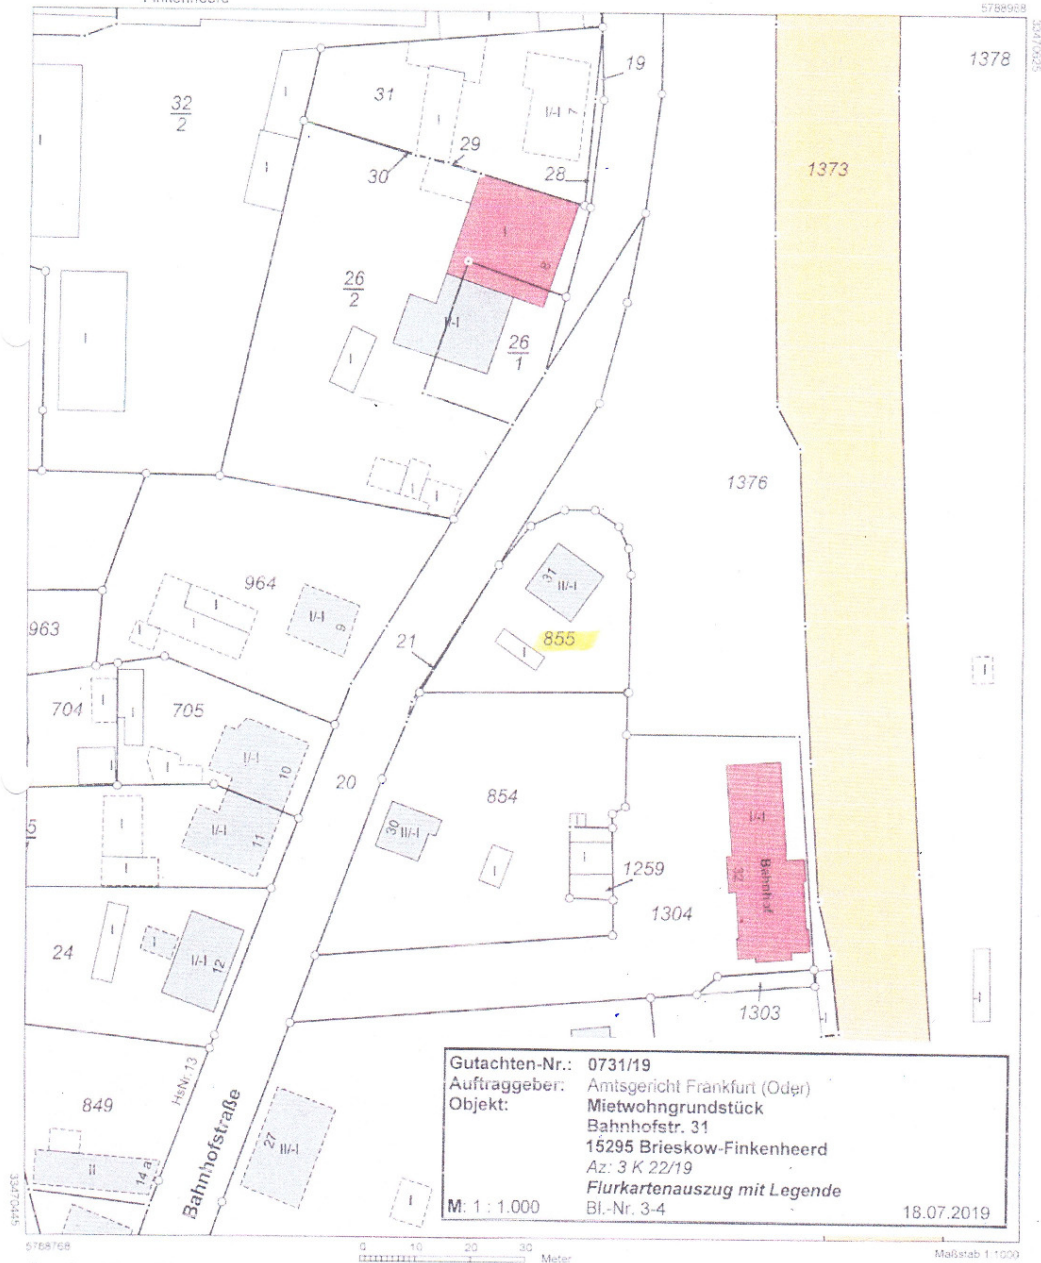 5788968
33470625
1378
19
31
32
2
I/-I
7
1373
29
30
28
I
8
26
2
I/-I
26
1
1376
964
31
II/-I
963
I/-I
9
21
855
704
705
I/-I
10
20
854
I/-I
11
30
II/-I
I/-I
32
Bahnhof
5
1259
1304
24
I/-I
12
1303
HsNr. 13
849
27
II/-I
II
14 a
Bahnhofstraße
Gutachten-Nr.: 0731/19
Auftraggeber: Amtsgericht Frankfurt (Oder)
Objekt: Mietwohngrundstück
Bahnhofstr. 31
15295 Brieskow-Finkenheerd
Az: 3 K 22/19
Flurkartenauszug mit Legende
M: 1 : 1.000 Bl.-Nr. 3-4 18.07.2019
33470445
5788768
0 10 20 30 Meter
Maßstab 1:1000